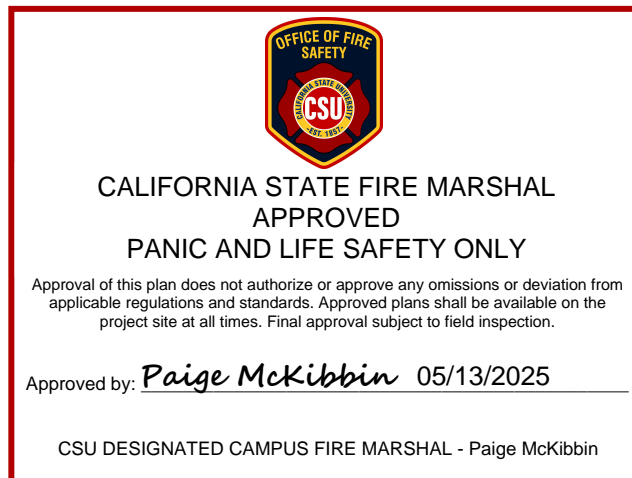 OFFICE OF FIRE
SAFETY
CALIFORNIA STATE UNIVERSITY
CSU
-EST. 1857-
CALIFORNIA STATE FIRE MARSHAL
APPROVED
PANIC AND LIFE SAFETY ONLY
Approval of this plan does not authorize or approve any omissions or deviation from
applicable regulations and standards. Approved plans shall be available on the
project site at all times. Final approval subject to field inspection.
Approved by: Paige McKibbin 05/13/2025
CSU DESIGNATED CAMPUS FIRE MARSHAL - Paige McKibbin